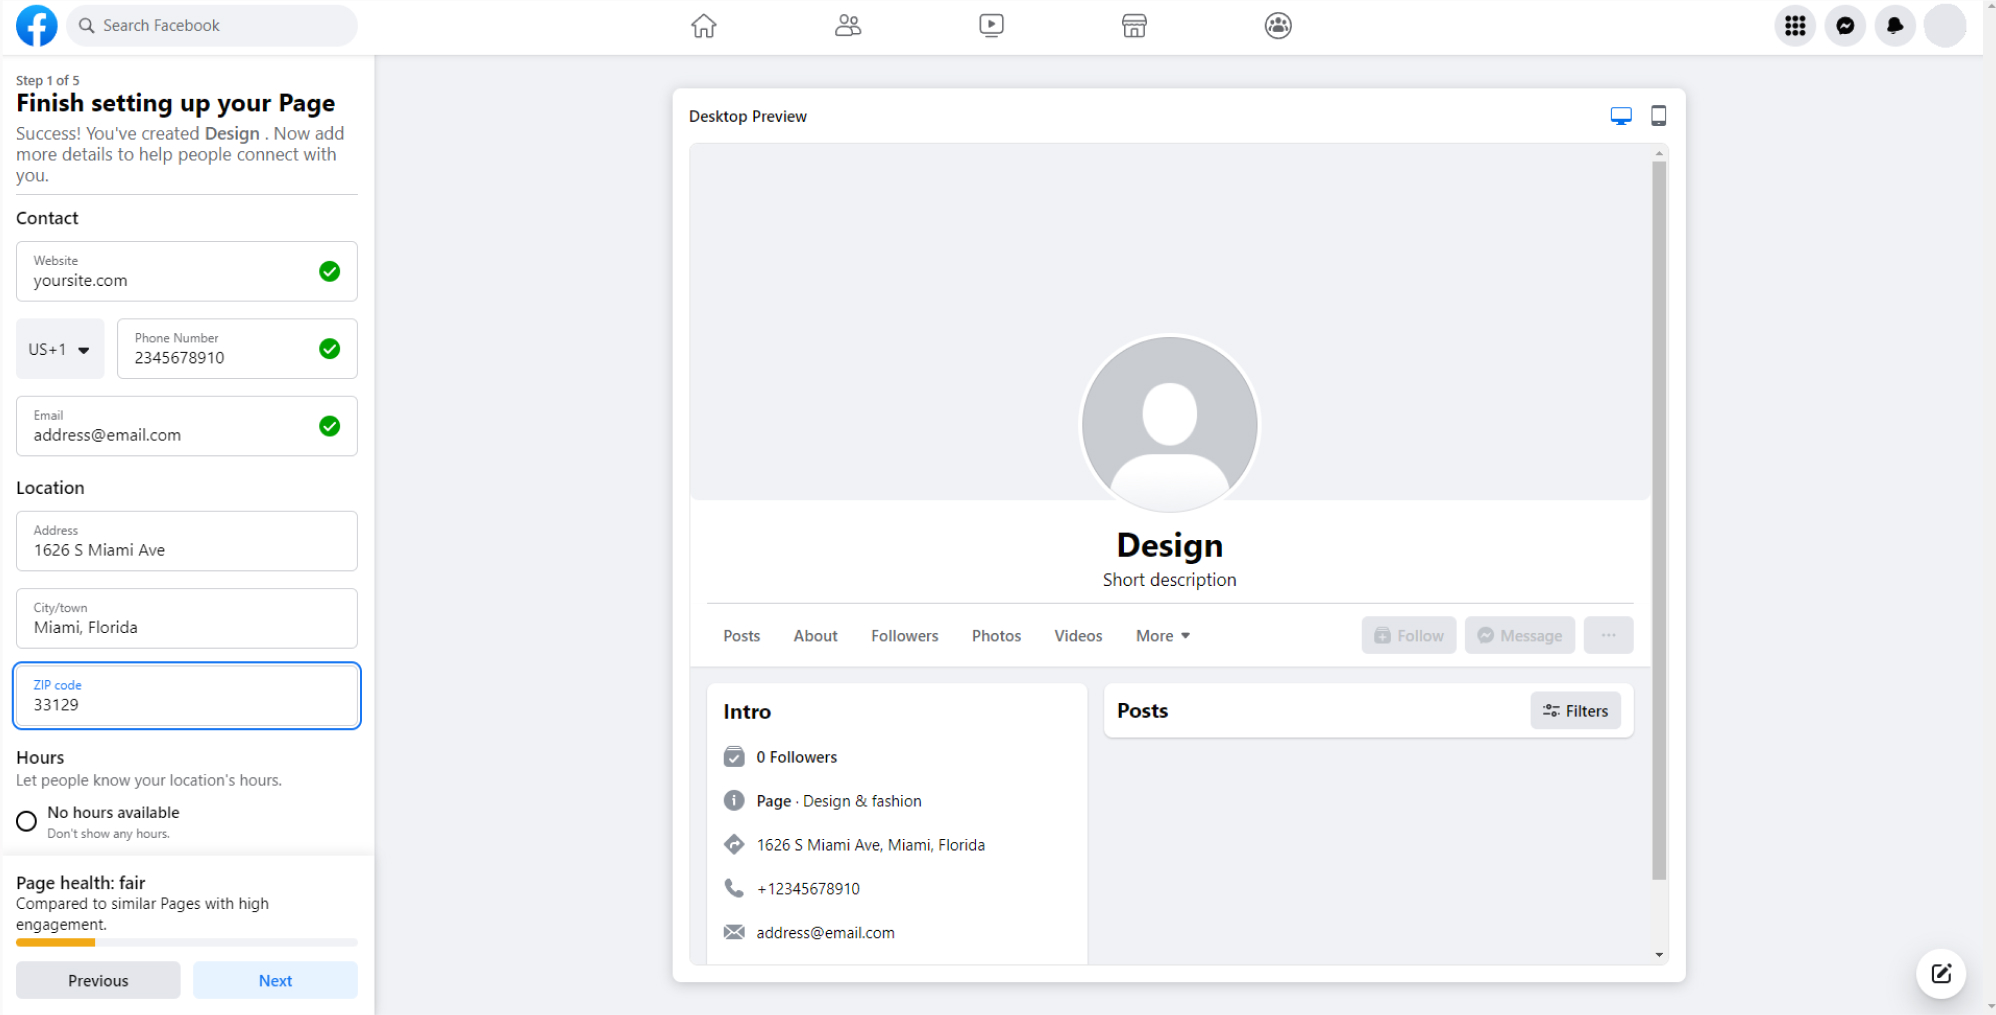 Search Facebook
Step 1 of 5
Finish setting up your Page
Success! You've created Design . Now add
more details to help people connect with
you.
Contact
Website
yoursite.com
US+1
Phone Number
2345678910
Email
address@email.com
Location
Address
1626 S Miami Ave
City/town
Miami, Florida
ZIP code
33129
Hours
Let people know your location's hours.
No hours available
Don't show any hours.
Page health: fair
Compared to similar Pages with high
engagement.
Previous
Next
Desktop Preview
Design
Short description
Posts
About
Followers
Photos
Videos
More
Follow
Message
Intro
0 Followers
Page · Design & fashion
1626 S Miami Ave, Miami, Florida
+12345678910
address@email.com
Posts
Filters